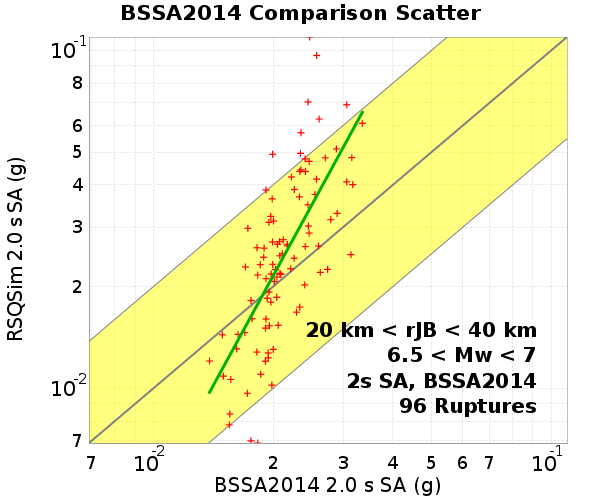 BSSA2014 Comparison Scatter
RSQSim 2.0 s SA (g)
10-1
8
6
5
4
3
2
10-2
7
20 km < rJB < 40 km
6.5 < Mw < 7
2s SA, BSSA2014
96 Ruptures
7 10-2 2 3 4 5 6 7 10-1
BSSA2014 2.0 s SA (g)